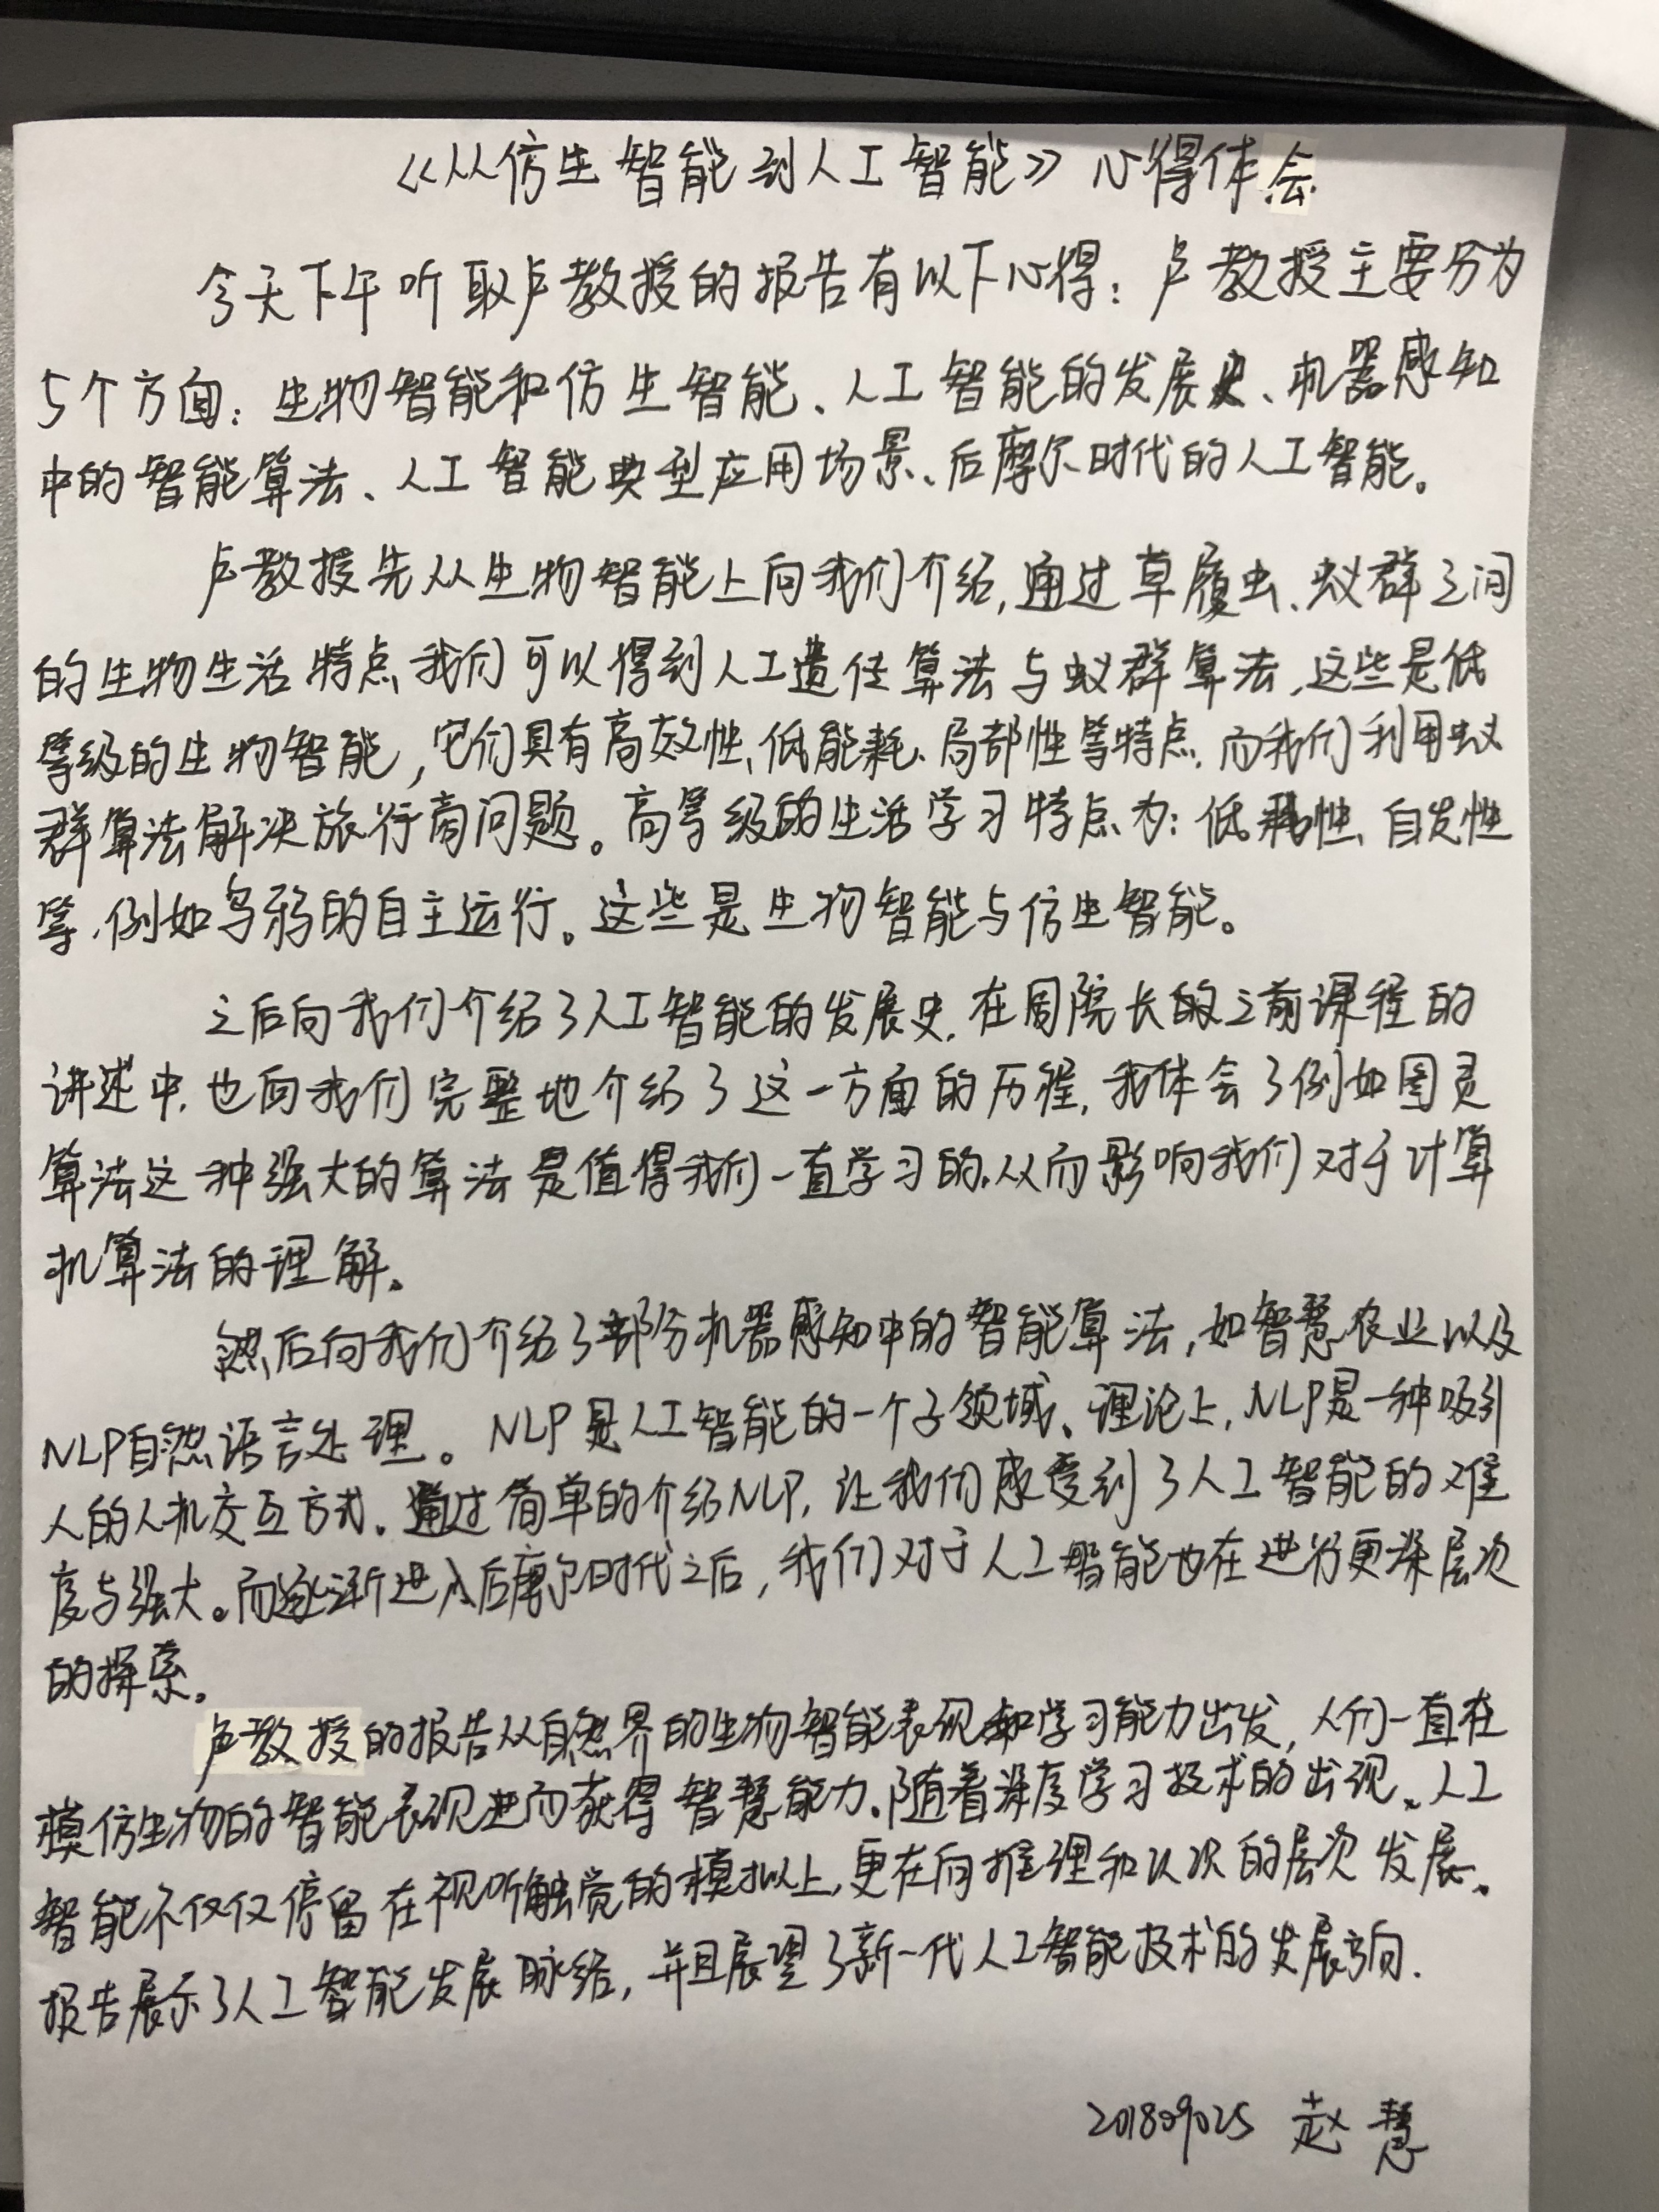 《从仿生智能到人工智能》心得体会
今天下午听取卢教授的报告有以下心得：卢教授主要分为
5个方面：生物智能和仿生智能、人工智能的发展史、机器感知
中的智能算法、人工智能典型应用场景、后摩尔时代的人工智能。
卢教授先从生物智能上向我们介绍，通过草履虫、蚁群之间
的生物生活特点我们可以得到人工遗传算法与蚁群算法，这些是低
等级的生物智能，它们具有高效性、低能耗、局部性等特点，而我们利用蚁
群算法解决旅行商问题。高等级的生活学习特点为：低耗性、自发性
等，例如乌鸦的自主运行。这些是生物智能与仿生智能。
之后向我们介绍了人工智能的发展史，在周院长的之前课程的
讲述中，也向我们完整地介绍了这一方面的历程，我体会了例如图灵
算法这种强大的算法是值得我们一直学习的，从而影响我们对于计算
机算法的理解。
然后向我们介绍了部分机器感知中的智能算法，如智慧农业以及
NLP自然语言处理。NLP是人工智能的一个子领域、理论上，NLP是一种吸引
人的人机交互方式。通过简单的介绍NLP，让我们感受到了人工智能的难
度与强大。而逐渐进入后摩尔时代之后，我们对于人工智能也在进行更深层次
的探索。
卢教授的报告从自然界的生物智能表现和学习能力出发，人们一直在
模仿生物的智能表现进而获得智慧能力。随着深度学习技术的出现、人工
智能不仅仅停留在视听触觉的模拟上，更在向推理和认识的层次发展。
报告展示了人工智能发展脉络，并且展望了新一代人工智能技术的发展方向.
赵慧